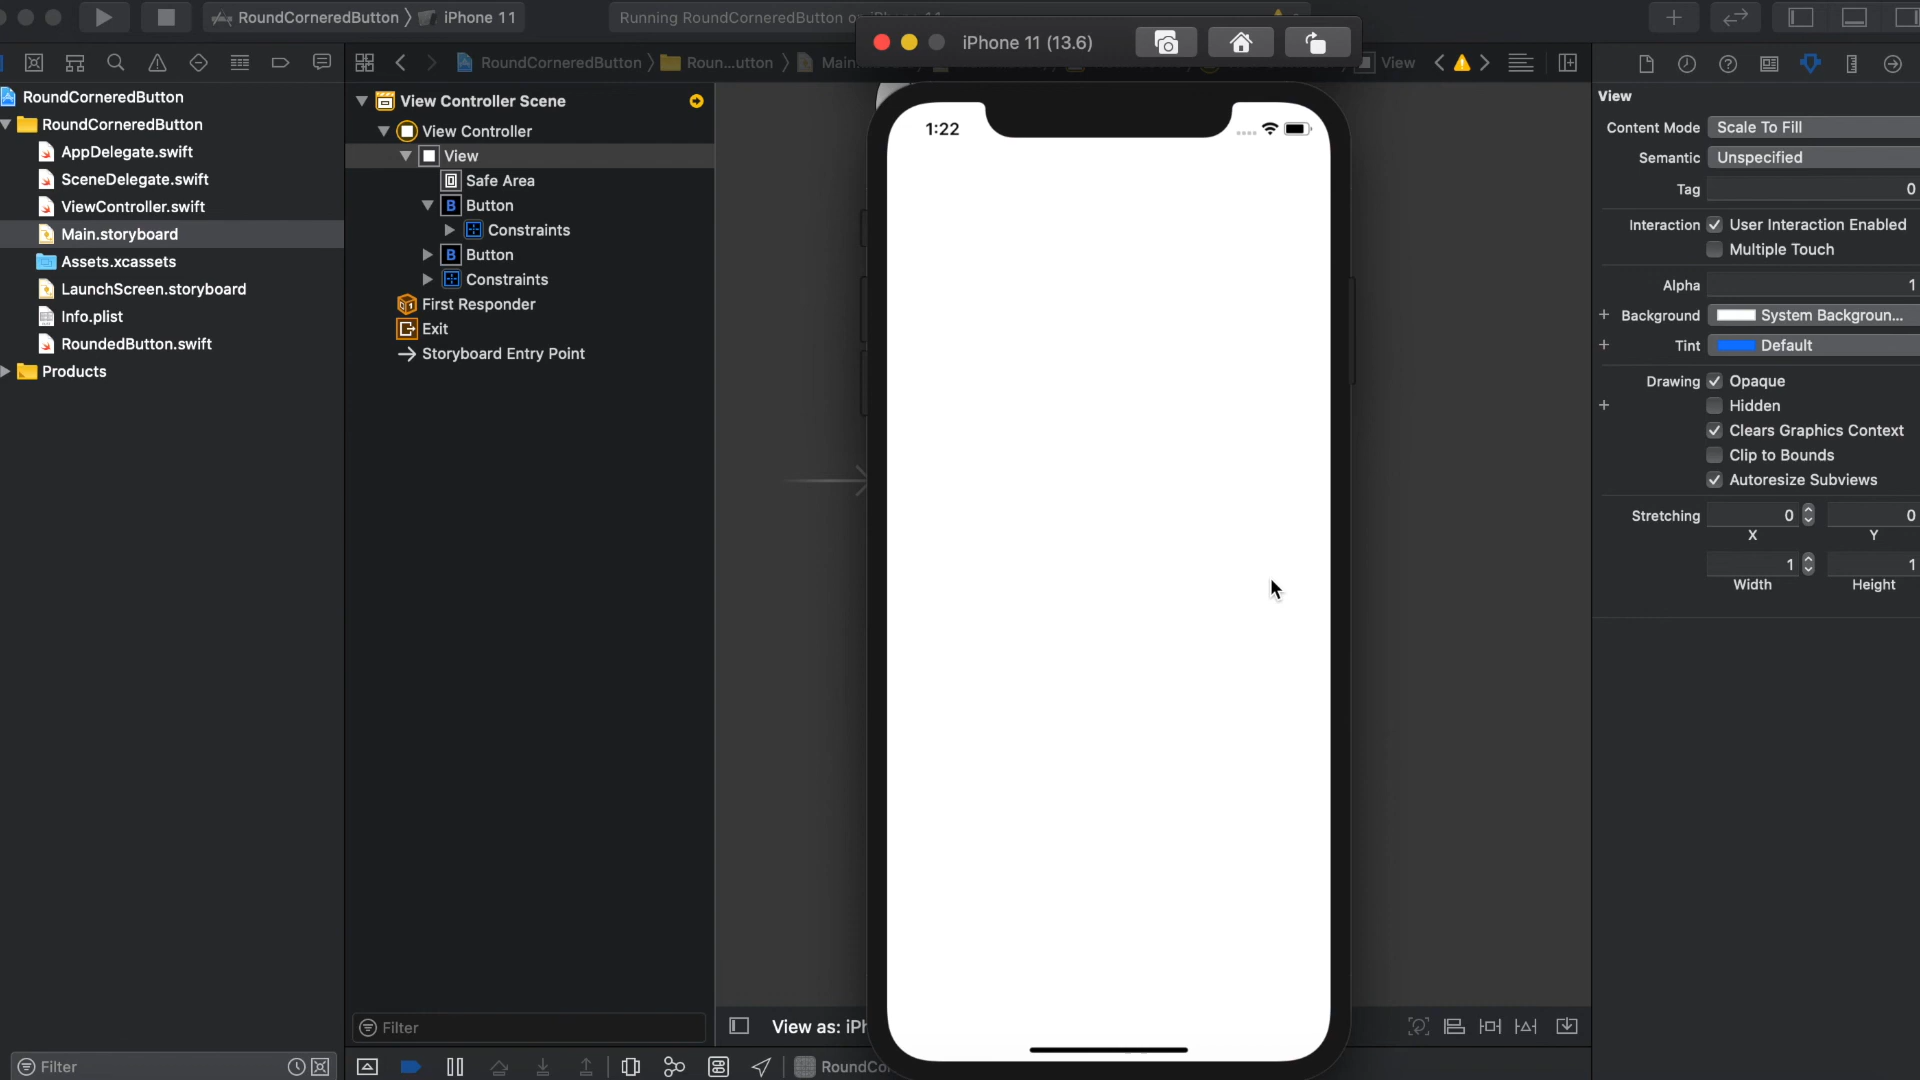 RoundCorneredButton
iPhone 11
Running RoundCorneredButton
iPhone 11 (13.6)
RoundCorneredButton
Roun...utton
Main
View
RoundCorneredButton
RoundCorneredButton
AppDelegate.swift
SceneDelegate.swift
ViewController.swift
Main.storyboard
Assets.xcassets
LaunchScreen.storyboard
Info.plist
RoundedButton.swift
Products
Filter
View Controller Scene
View Controller
View
Safe Area
B Button
Constraints
B Button
Constraints
First Responder
Exit
Storyboard Entry Point
Filter
1:22
View as: iPh
RoundCo
View
Content Mode Scale To Fill
Semantic Unspecified
Tag 0
Interaction User Interaction Enabled
Multiple Touch
Alpha 1
+ Background System Backgroun...
+ Tint Default
Drawing Opaque
+ Hidden
Clears Graphics Context
Clip to Bounds
Autoresize Subviews
Stretching 0 0
X Y
1 1
Width Height